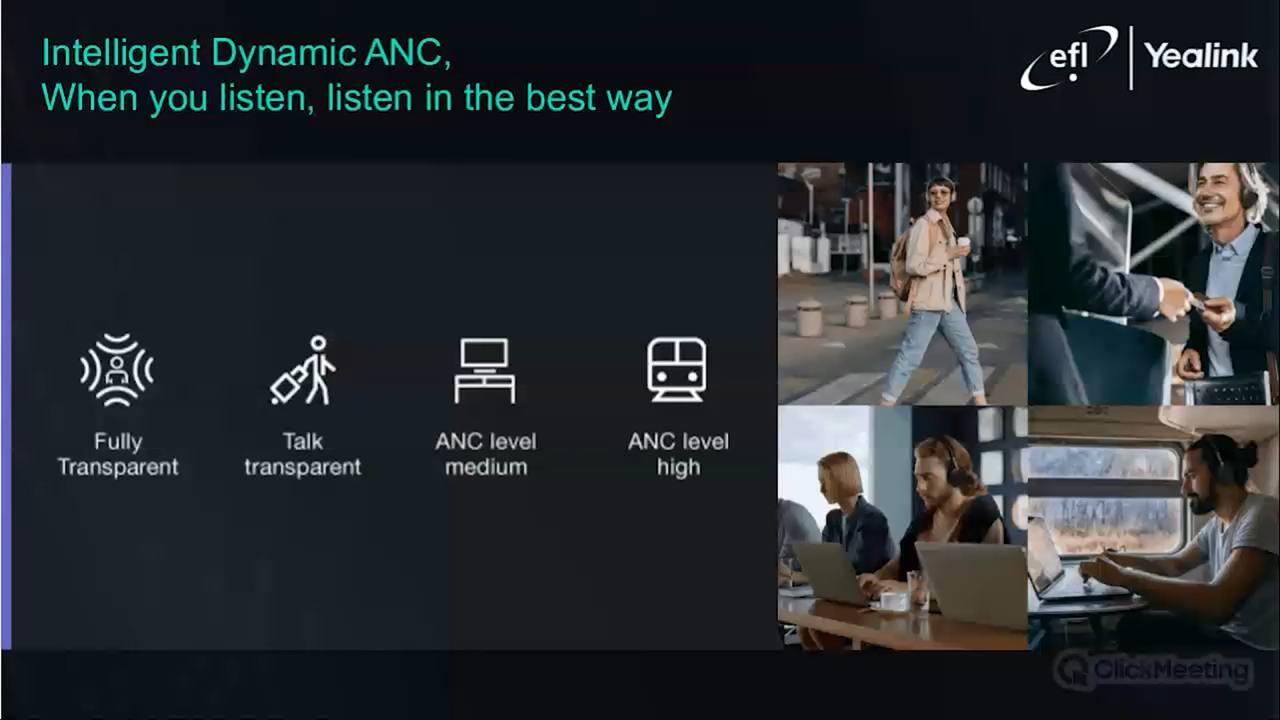 Intelligent Dynamic ANC,
When you listen, listen in the best way
efl | Yealink
Fully
Transparent
Talk
transparent
ANC level
medium
ANC level
high
ClickMeeting